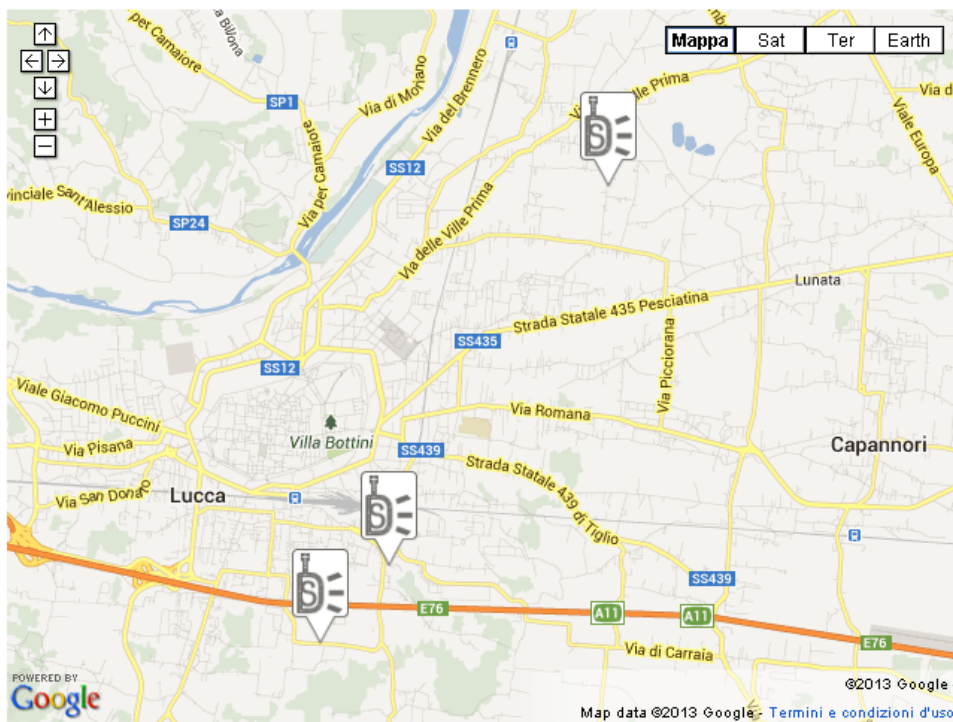 per Camaiore
Billona
Mappa
Sat
Ter
Earth
SP1
Via di Moriano
Via del Brennero
Via per Camaiore
SS12
Ville Prima
Via d
Viale Europa
vinciale Sant'Alessio
SP24
Via delle Ville Prima
DS
Lunata
Strada Statale 435 Pesciatina
SS435
SS12
Via Picciorana
Viale Giacomo Puccini
Via Romana
Villa Bottini
Via Pisana
SS439
Capannori
Strada Statale 439 di Tiglio
Via San Donato
Lucca
DS
DS
SS439
E76
A11
A11
E76
Via di Carraia
POWERED BY
Google
©2013 Google -
Map data ©2013 Google - Termini e condizioni d'uso